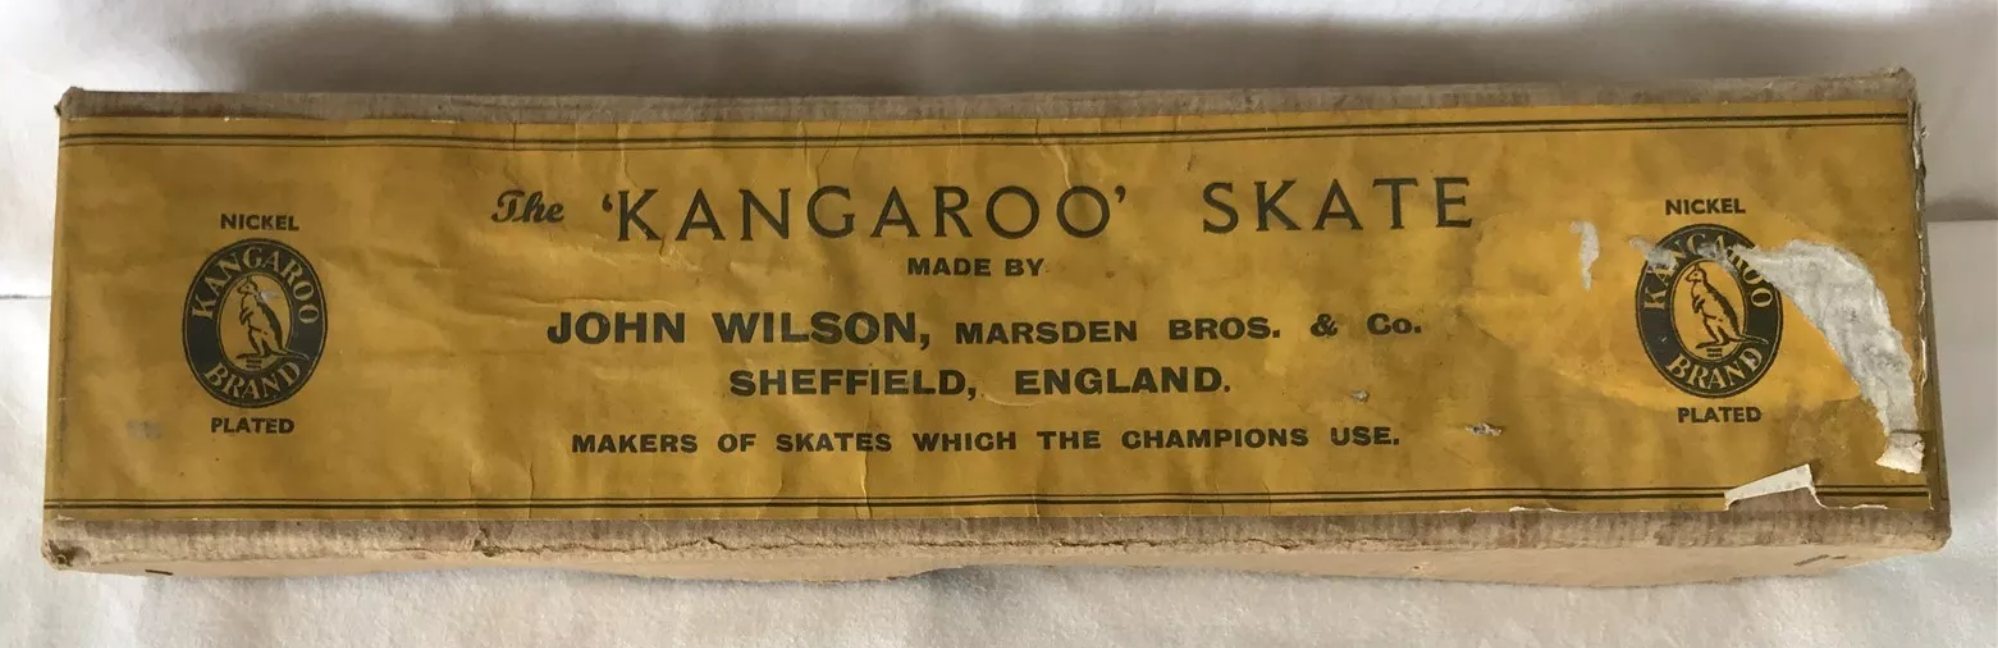 The 'KANGAROO' SKATE
MADE BY
JOHN WILSON, MARSDEN BROS. & Co.
SHEFFIELD, ENGLAND.
MAKERS OF SKATES WHICH THE CHAMPIONS USE.
NICKEL
KANGAROO
BRAND
PLATED
NICKEL
KANGAROO
BRAND
PLATED